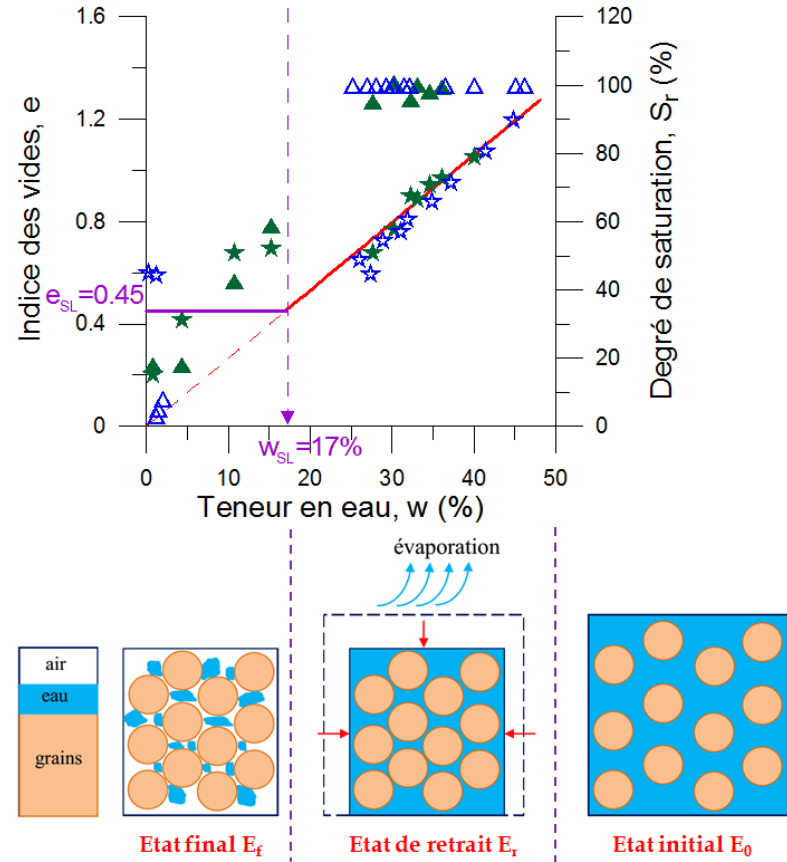 1.6
1.2
0.8
0.4
0
Indice des vides, e
120
100
80
60
40
20
0
Degré de saturation, Sᵣ (%)
e_SL=0.45
w_SL=17%
0 10 20 30 40 50
Teneur en eau, w (%)
évaporation
air
eau
grains
Etat final E_f
Etat de retrait E_r
Etat initial E₀